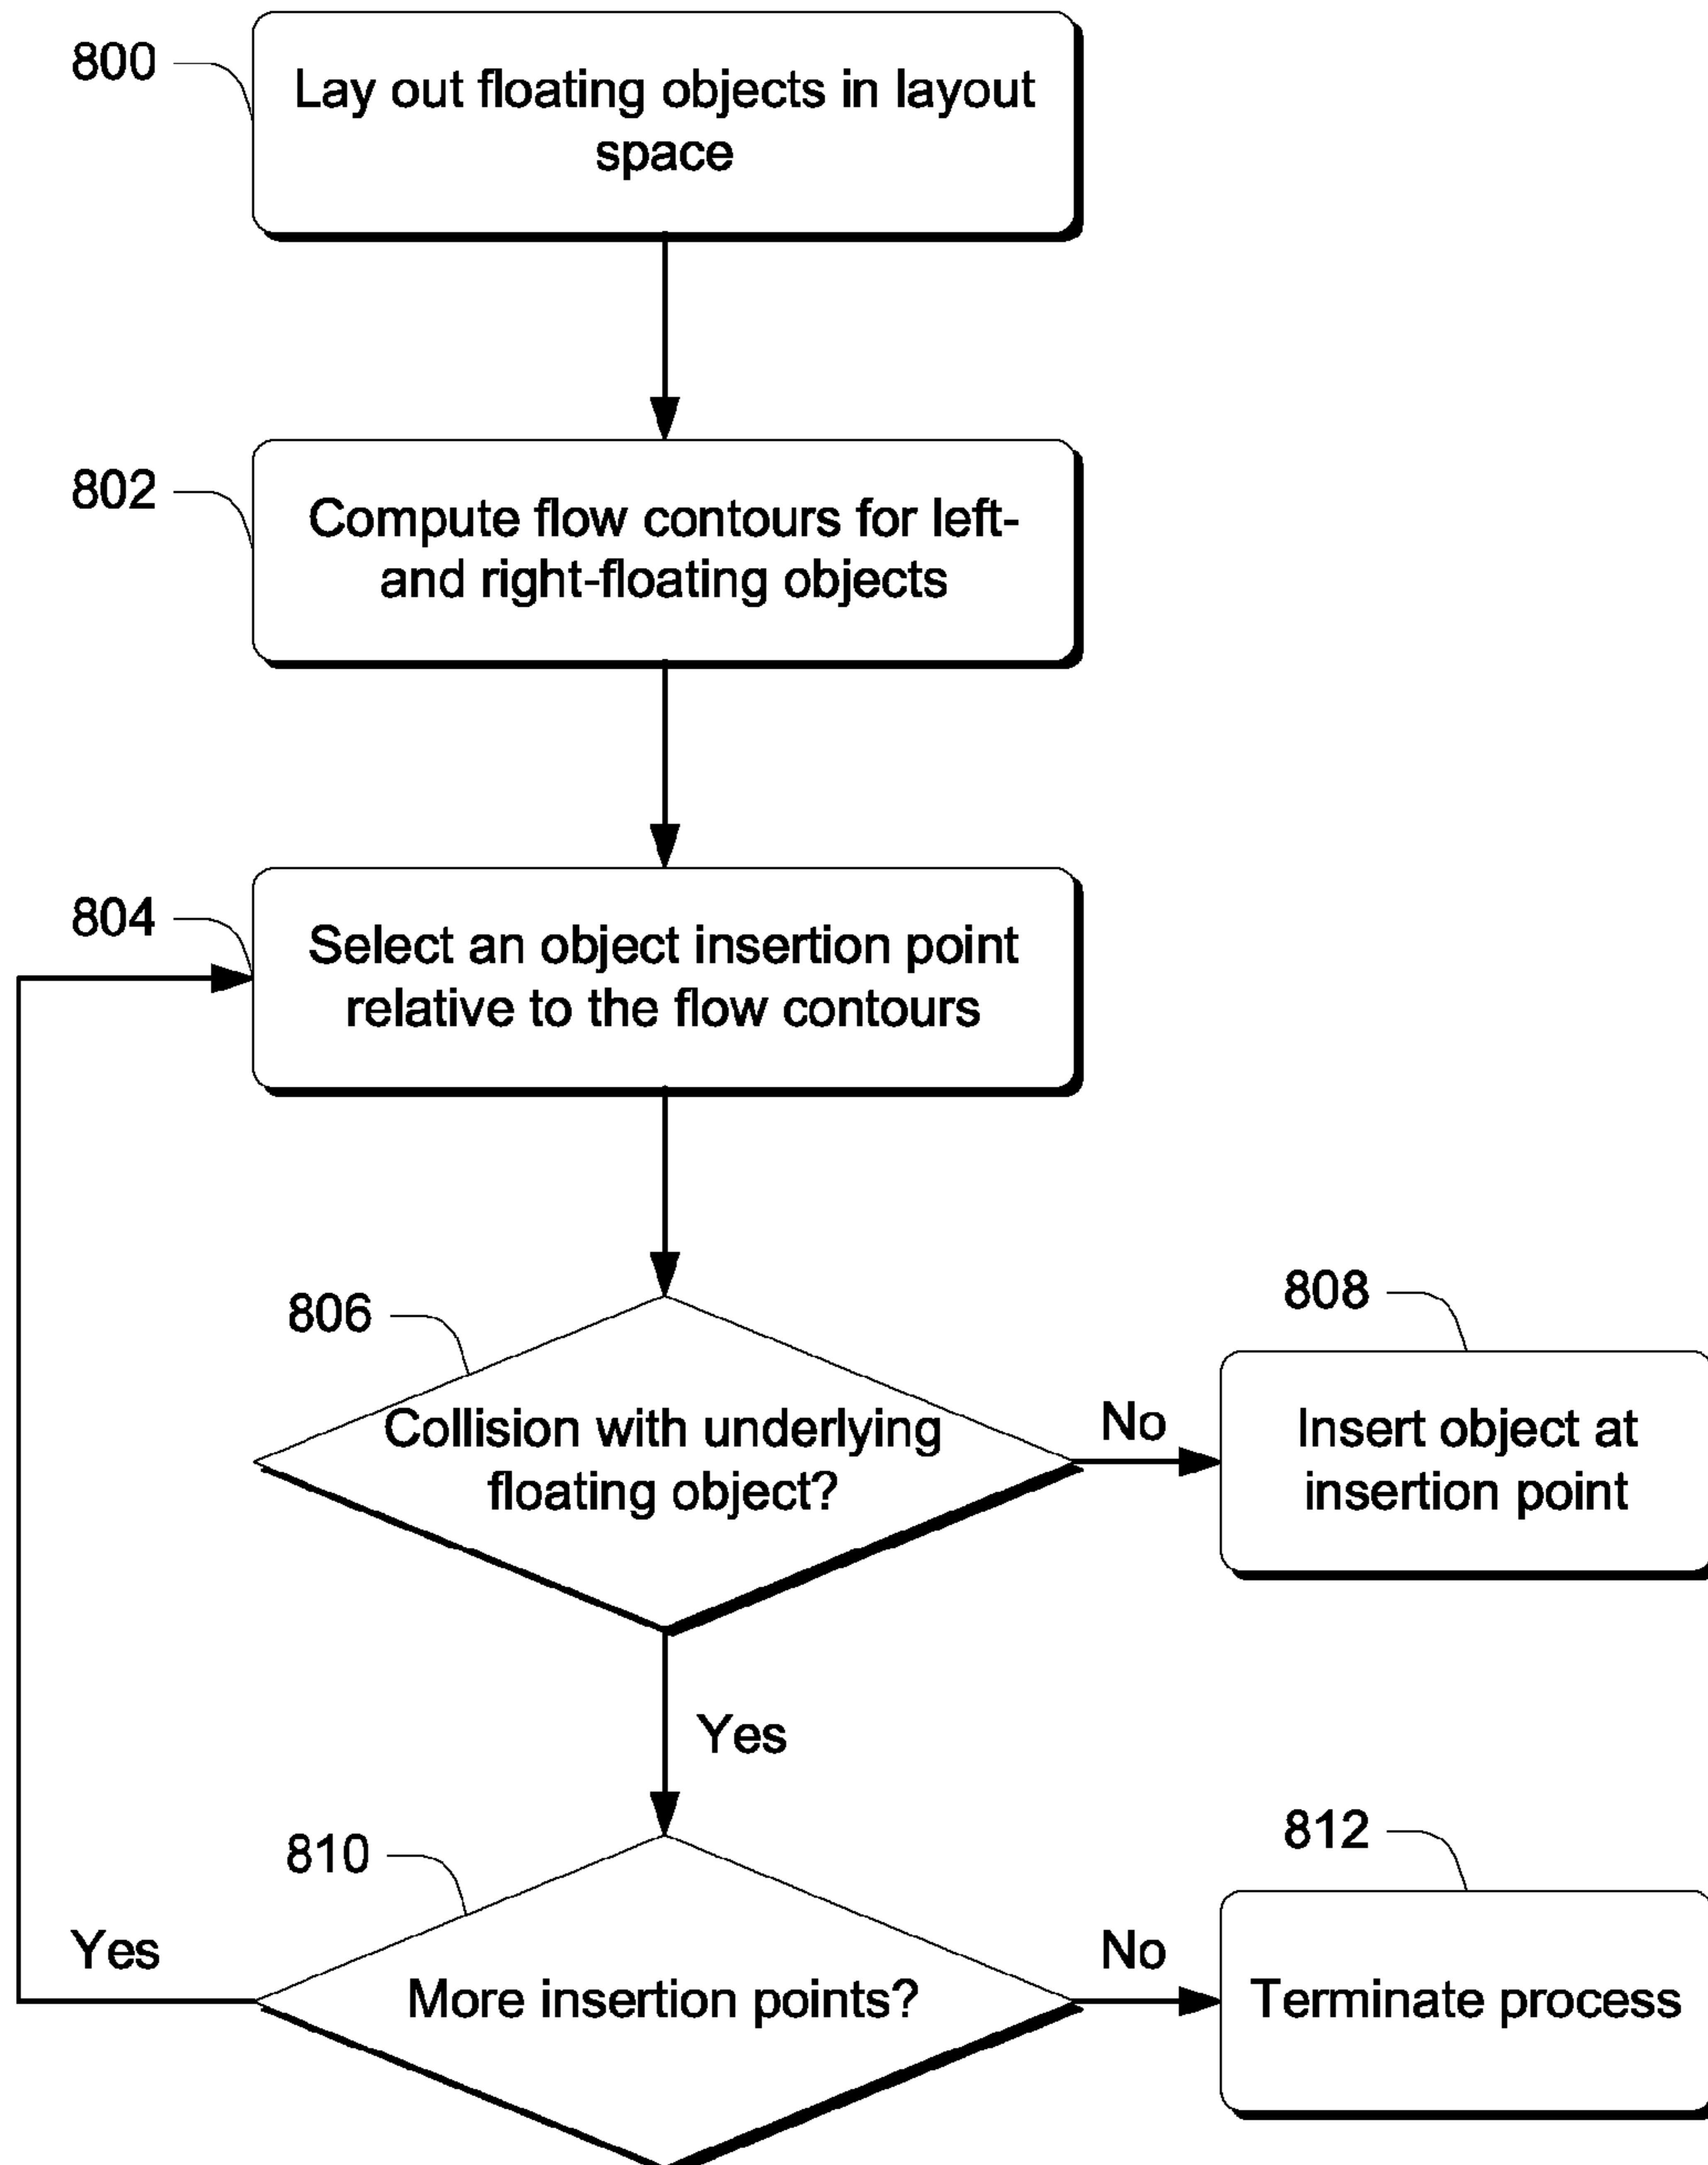 800
Lay out floating objects in layout
space
802
Compute flow contours for left-
and right-floating objects
804
Select an object insertion point
relative to the flow contours
806
Collision with underlying
floating object?
No
808
Insert object at
insertion point
Yes
810
More insertion points?
Yes
No
812
Terminate process